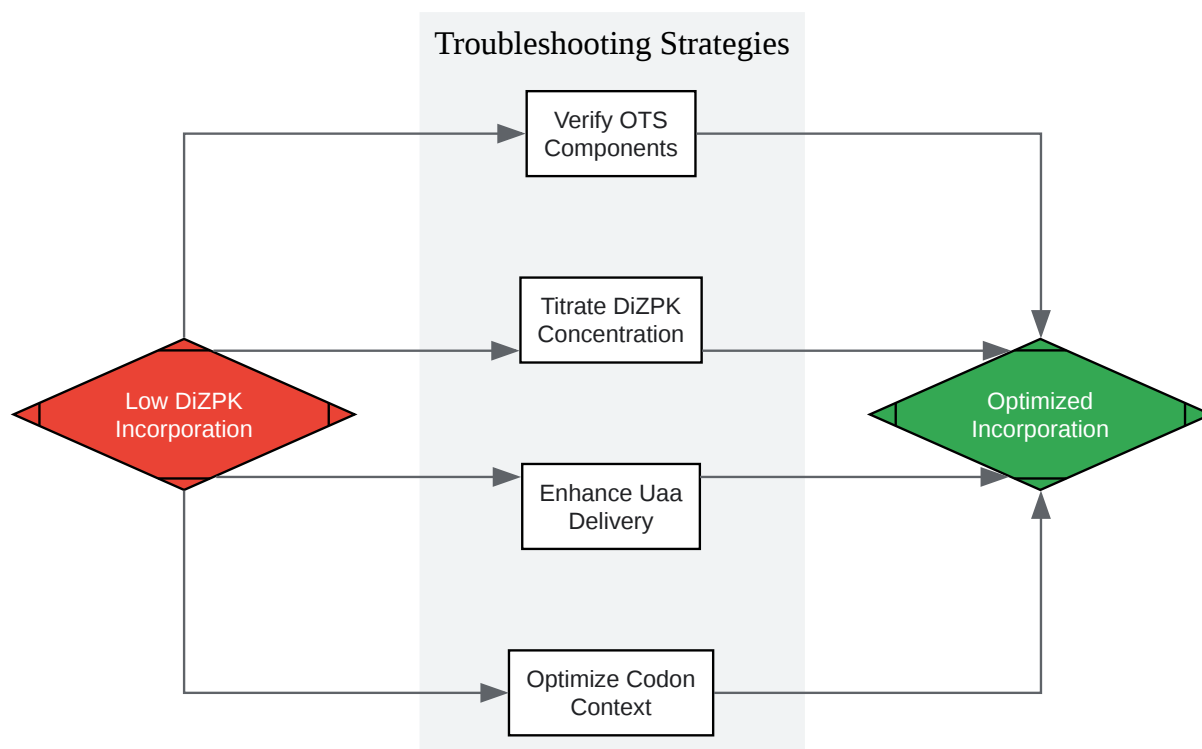 Troubleshooting Strategies
Verify OTS
Components
Titrate DiZPK
Concentration
Low DiZPK
Incorporation
Optimized
Incorporation
Enhance Uaa
Delivery
Optimize Codon
Context